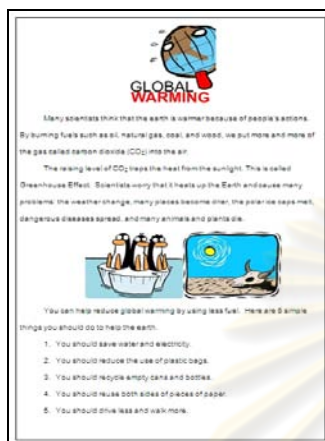 GLOBAL
WARMING
Many scientists think that the earth is warmer because of people's actions.
By burning fuels such as oil, natural gas, coal, and wood, we put more and more of
the gas called carbon dioxide (CO2) into the air.
The raising level of CO2 traps the heat from the sunlight. This is called
Greenhouse Effect. Scientists worry that it heats up the Earth and cause many
problems: the weather change, many places become drier, the polar ice caps melt,
dangerous diseases spread, and many animals and plants die.
You can help reduce global warming by using less fuel. Here are 5 simple
things you should do to help the earth.
1. You should save water and electricity.
2. You should reduce the use of plastic bags.
3. You should recycle empty cans and bottles.
4. You should reuse both sides of pieces of paper.
5. You should drive less and walk more.